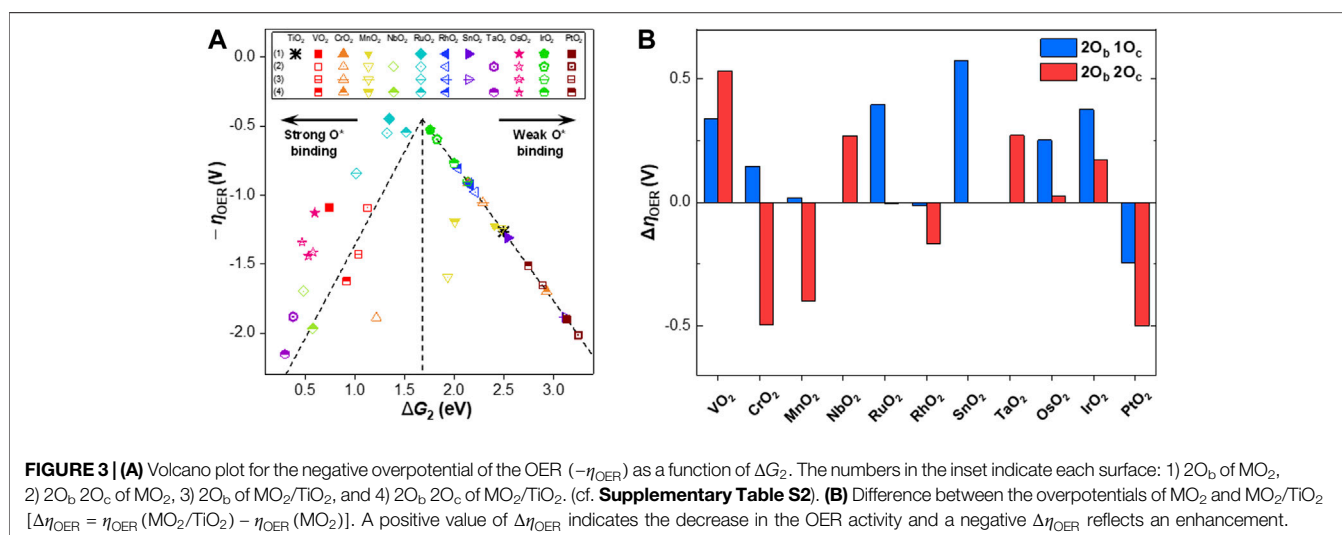 A
TiO2 VO2 CrO2 MnO2 NbO2 RuO2 RhO2 SnO2 TaO2 OsO2 IrO2 PtO2
(1)
(2)
(3)
(4)
0.0
-0.5
-1.0
-1.5
-2.0
− ηOER (V)
Strong O*
binding
Weak O*
binding
0.5 1.0 1.5 2.0 2.5 3.0
ΔG2 (eV)
B
2Ob 1Oc
2Ob 2Oc
0.5
0.0
-0.5
ΔηOER (V)
VO2 CrO2 MnO2 NbO2 RuO2 RhO2 SnO2 TaO2 OsO2 IrO2 PtO2
FIGURE 3 | (A) Volcano plot for the negative overpotential of the OER (−ηOER) as a function of ΔG2. The numbers in the inset indicate each surface: 1) 2Ob of MO2,
2) 2Ob 2Oc of MO2, 3) 2Ob of MO2/TiO2, and 4) 2Ob 2Oc of MO2/TiO2. (cf. Supplementary Table S2). (B) Difference between the overpotentials of MO2 and MO2/TiO2
[ΔηOER = ηOER (MO2/TiO2) − ηOER (MO2)]. A positive value of ΔηOER indicates the decrease in the OER activity and a negative ΔηOER reflects an enhancement.